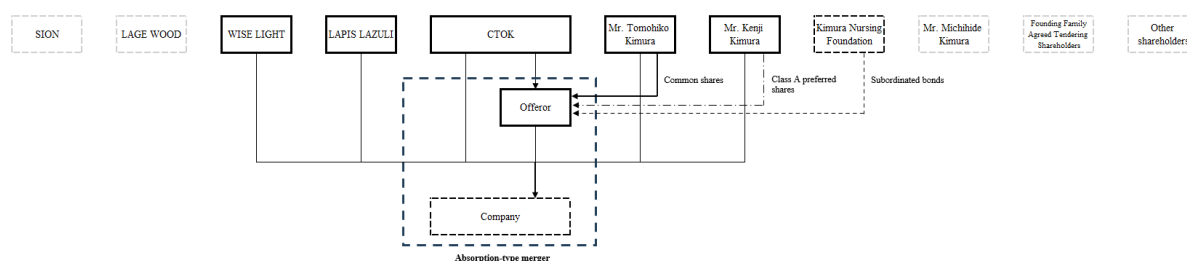 SION
LAGE WOOD
WISE LIGHT
LAPIS LAZULI
CTOK
Mr. Tomohiko
Kimura
Mr. Kenji
Kimura
Kimura Nursing
Foundation
Mr. Michihide
Kimura
Founding Family
Agreed Tendering
Shareholders
Other
shareholders
Common shares
Class A preferred
shares
Subordinated bonds
Offeror
Company
Absorption-type merger